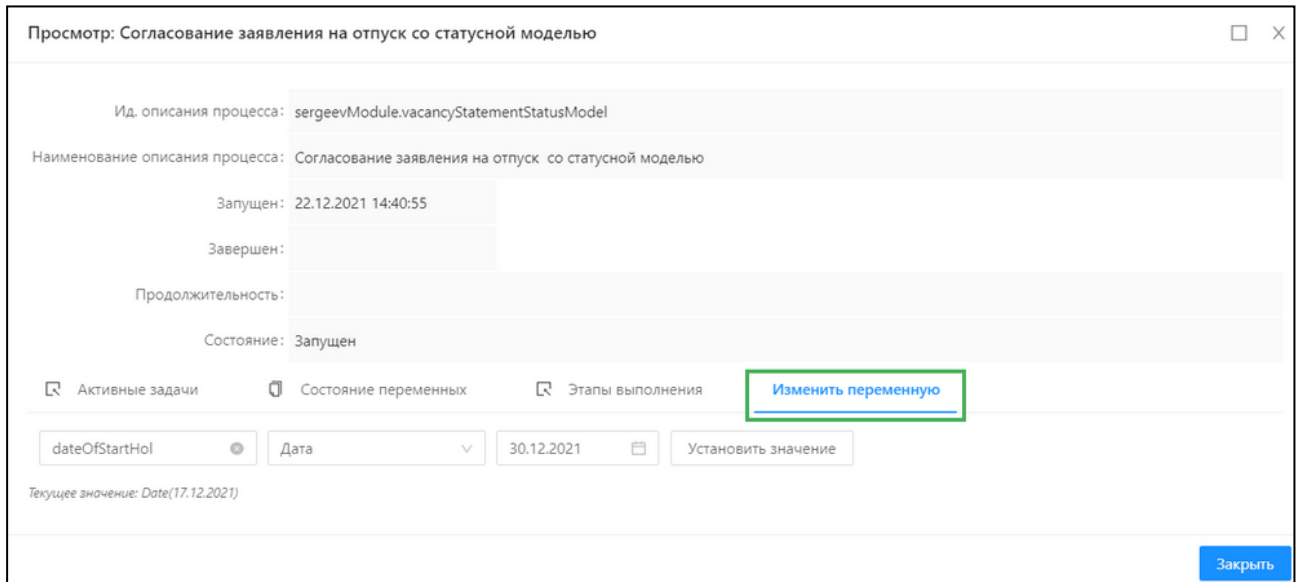 Просмотр: Согласование заявления на отпуск со статусной моделью
Ид. описания процесса: sergeevModule.vacancyStatementStatusModel
Наименование описания процесса: Согласование заявления на отпуск со статусной моделью
Запущен: 22.12.2021 14:40:55
Завершен:
Продолжительность:
Состояние: Запущен
Активные задачи Состояние переменных Этапы выполнения Изменить переменную
dateOfStartHol Дата 30.12.2021 Установить значение
Текущее значение: Date(17.12.2021)
Закрыть